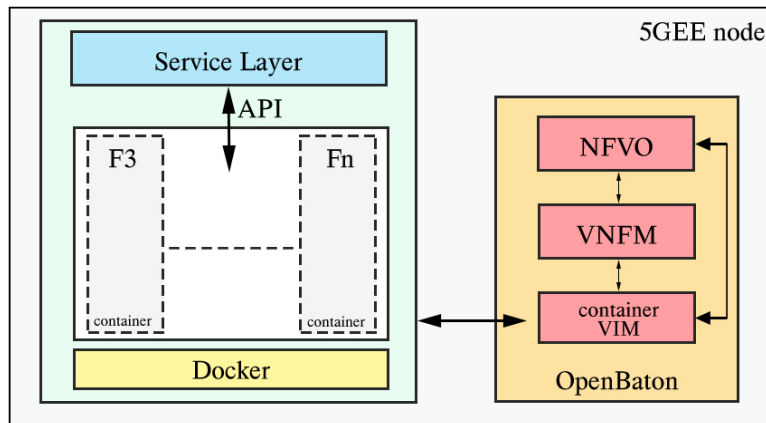 5GEE node
Service Layer
API
F3
Fn
container
container
Docker
NFVO
VNFM
container
VIM
OpenBaton